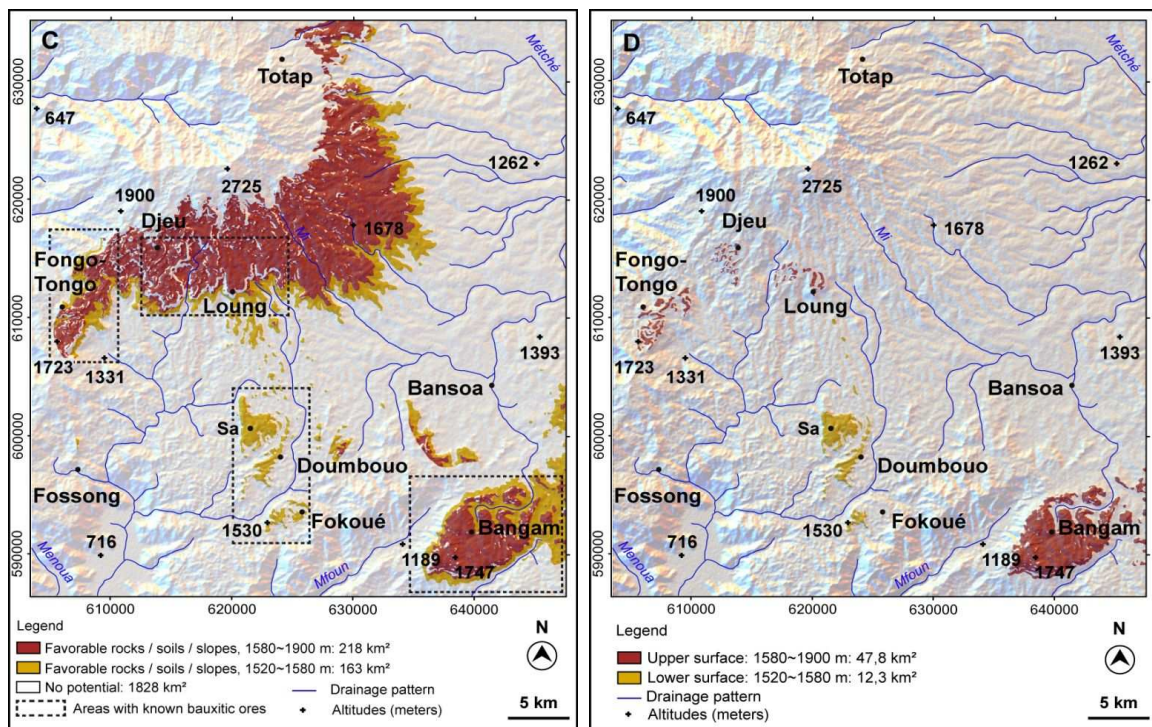 C
Totap
Métché
630000
647
1262
2725
1900
620000
Djeu
Mi
1678
Fongo-
Tongo
Loung
610000
1723
1331
1393
Bansoa
Sa
600000
Doumbouo
Fossong
1530
Fokoué
Bangam
716
1189
1747
590000
Menoua
Mfoun
610000 620000 630000 640000
Legend
Favorable rocks / soils / slopes, 1580~1900 m: 218 km²
Favorable rocks / soils / slopes, 1520~1580 m: 163 km²
No potential: 1828 km²
Drainage pattern
Areas with known bauxitic ores
Altitudes (meters)
N
5 km
D
Totap
Métché
630000
647
1262
2725
1900
620000
Djeu
Mi
1678
Fongo-
Tongo
Loung
610000
1723
1331
1393
Bansoa
Sa
600000
Doumbouo
Fossong
1530
Fokoué
Bangam
716
1189
1747
590000
Menoua
Mfoun
610000 620000 630000 640000
Legend
Upper surface: 1580~1900 m: 47,8 km²
Lower surface: 1520~1580 m: 12,3 km²
Drainage pattern
Altitudes (meters)
N
5 km